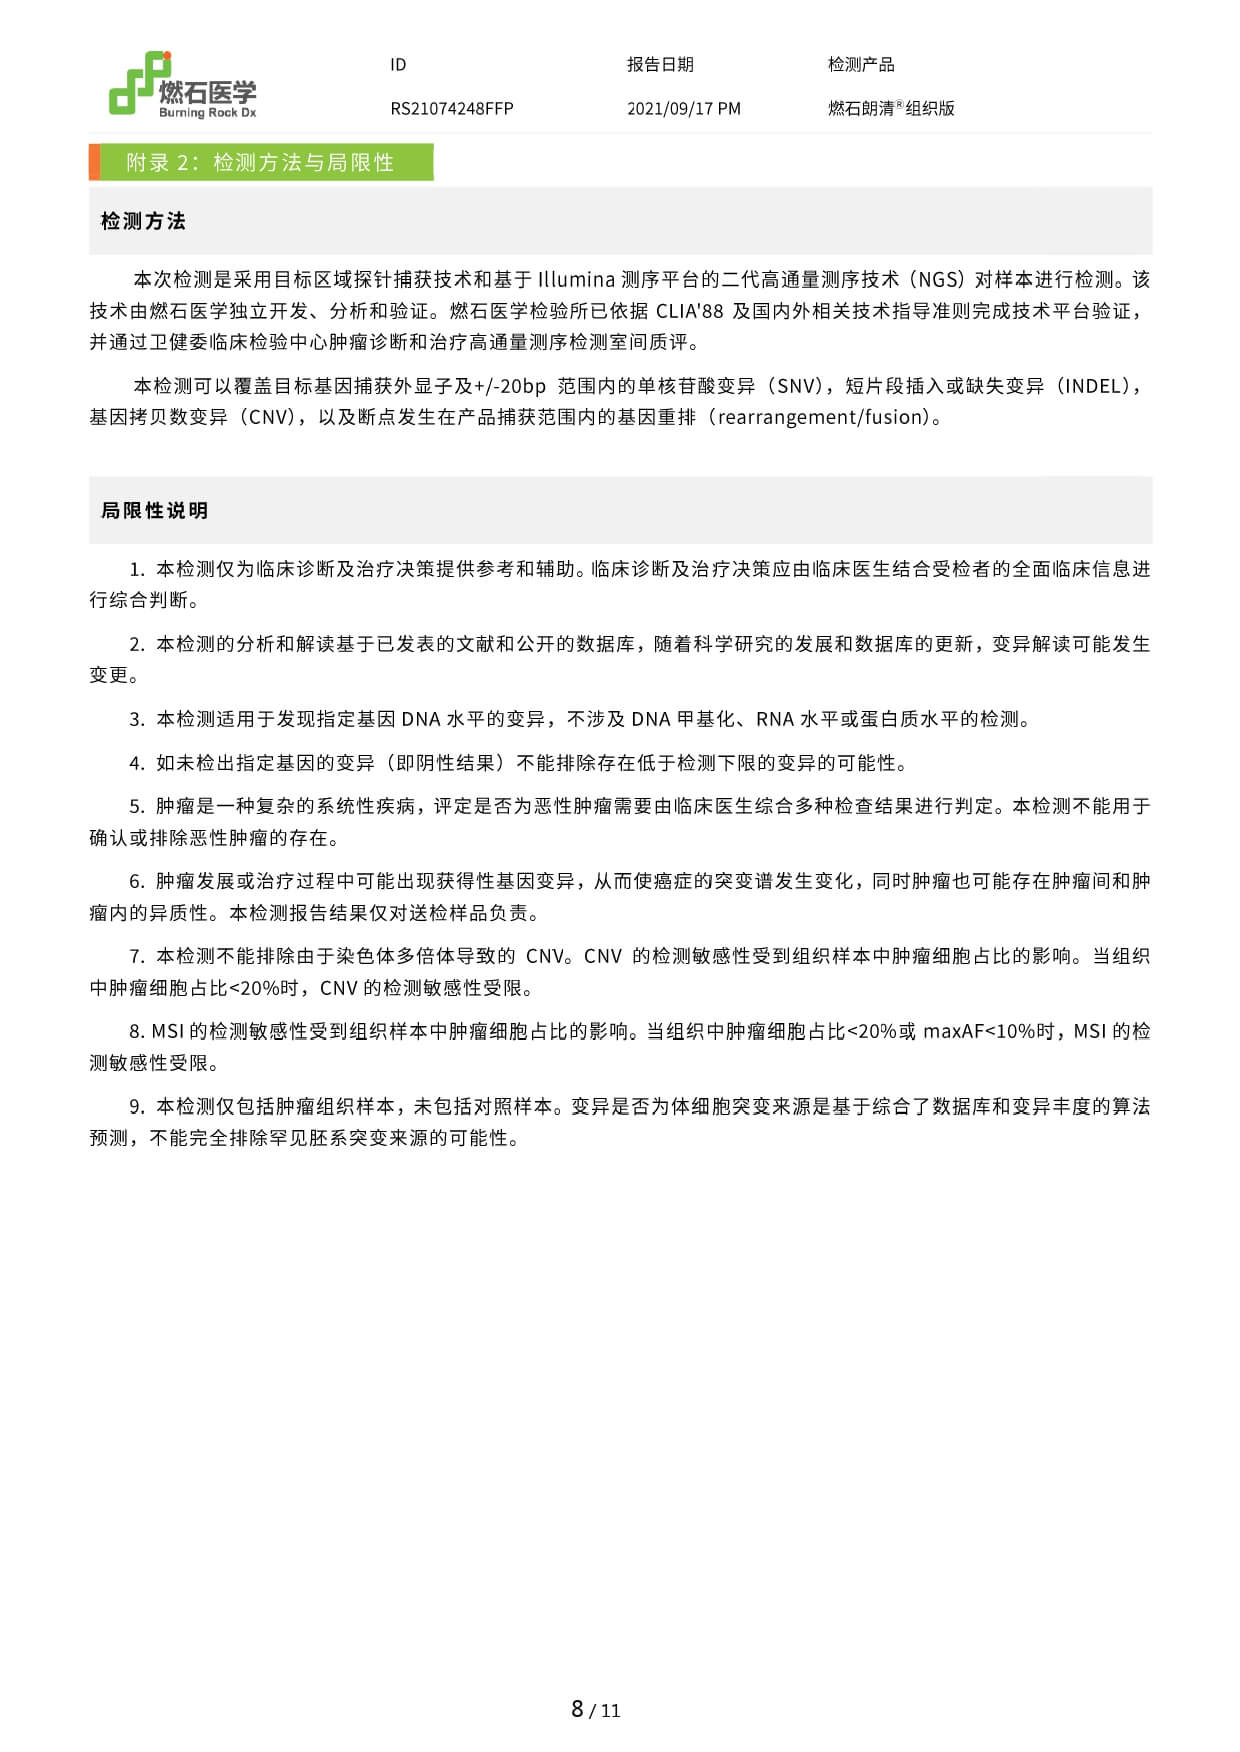 燃石医学
Burning Rock Dx
ID 报告日期 检测产品
RS21074248FFP 2021/09/17 PM 燃石朗清®组织版
附录 2：检测方法与局限性
检测方法
本次检测是采用目标区域探针捕获技术和基于 Illumina 测序平台的二代高通量测序技术（NGS）对样本进行检测。该
技术由燃石医学独立开发、分析和验证。燃石医学检验所已依据 CLIA'88 及国内外相关技术指导准则完成技术平台验证，
并通过卫健委临床检验中心肿瘤诊断和治疗高通量测序检测室间质评。
本检测可以覆盖目标基因捕获外显子及+/-20bp 范围内的单核苷酸变异（SNV），短片段插入或缺失变异（INDEL），
基因拷贝数变异（CNV），以及断点发生在产品捕获范围内的基因重排（rearrangement/fusion）。
局限性说明
1. 本检测仅为临床诊断及治疗决策提供参考和辅助。临床诊断及治疗决策应由临床医生结合受检者的全面临床信息进
行综合判断。
2. 本检测的分析和解读基于已发表的文献和公开的数据库，随着科学研究的发展和数据库的更新，变异解读可能发生
变更。
3. 本检测适用于发现指定基因 DNA 水平的变异，不涉及 DNA 甲基化、RNA 水平或蛋白质水平的检测。
4. 如未检出指定基因的变异（即阴性结果）不能排除存在低于检测下限的变异的可能性。
5. 肿瘤是一种复杂的系统性疾病，评定是否为恶性肿瘤需要由临床医生综合多种检查结果进行判定。本检测不能用于
确认或排除恶性肿瘤的存在。
6. 肿瘤发展或治疗过程中可能出现获得性基因变异，从而使癌症的突变谱发生变化，同时肿瘤也可能存在肿瘤间和肿
瘤内的异质性。本检测报告结果仅对送检样品负责。
7. 本检测不能排除由于染色体多倍体导致的 CNV。CNV 的检测敏感性受到组织样本中肿瘤细胞占比的影响。当组织
中肿瘤细胞占比<20%时，CNV 的检测敏感性受限。
8. MSI 的检测敏感性受到组织样本中肿瘤细胞占比的影响。当组织中肿瘤细胞占比<20%或 maxAF<10%时，MSI 的检
测敏感性受限。
9. 本检测仅包括肿瘤组织样本，未包括对照样本。变异是否为体细胞突变来源是基于综合了数据库和变异丰度的算法
预测，不能完全排除罕见胚系突变来源的可能性。
8 / 11